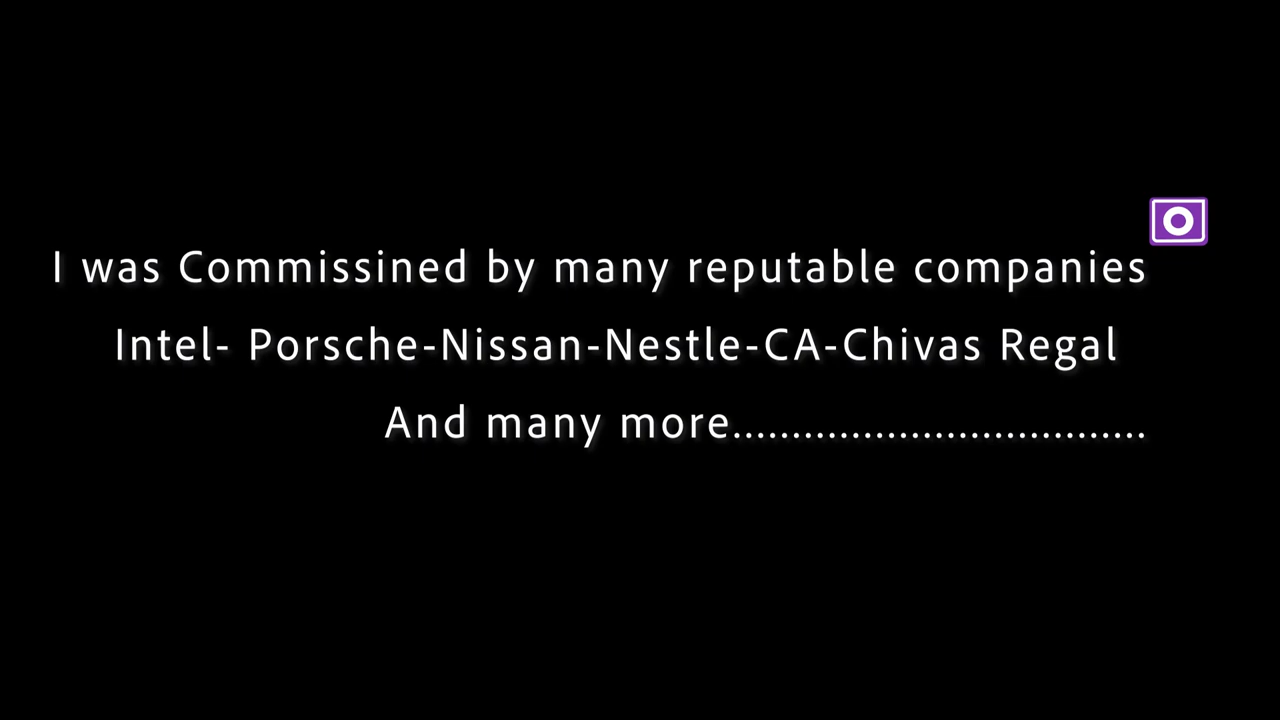 I was Commissined by many reputable companies
Intel- Porsche-Nissan-Nestle-CA-Chivas Regal
And many more...................................